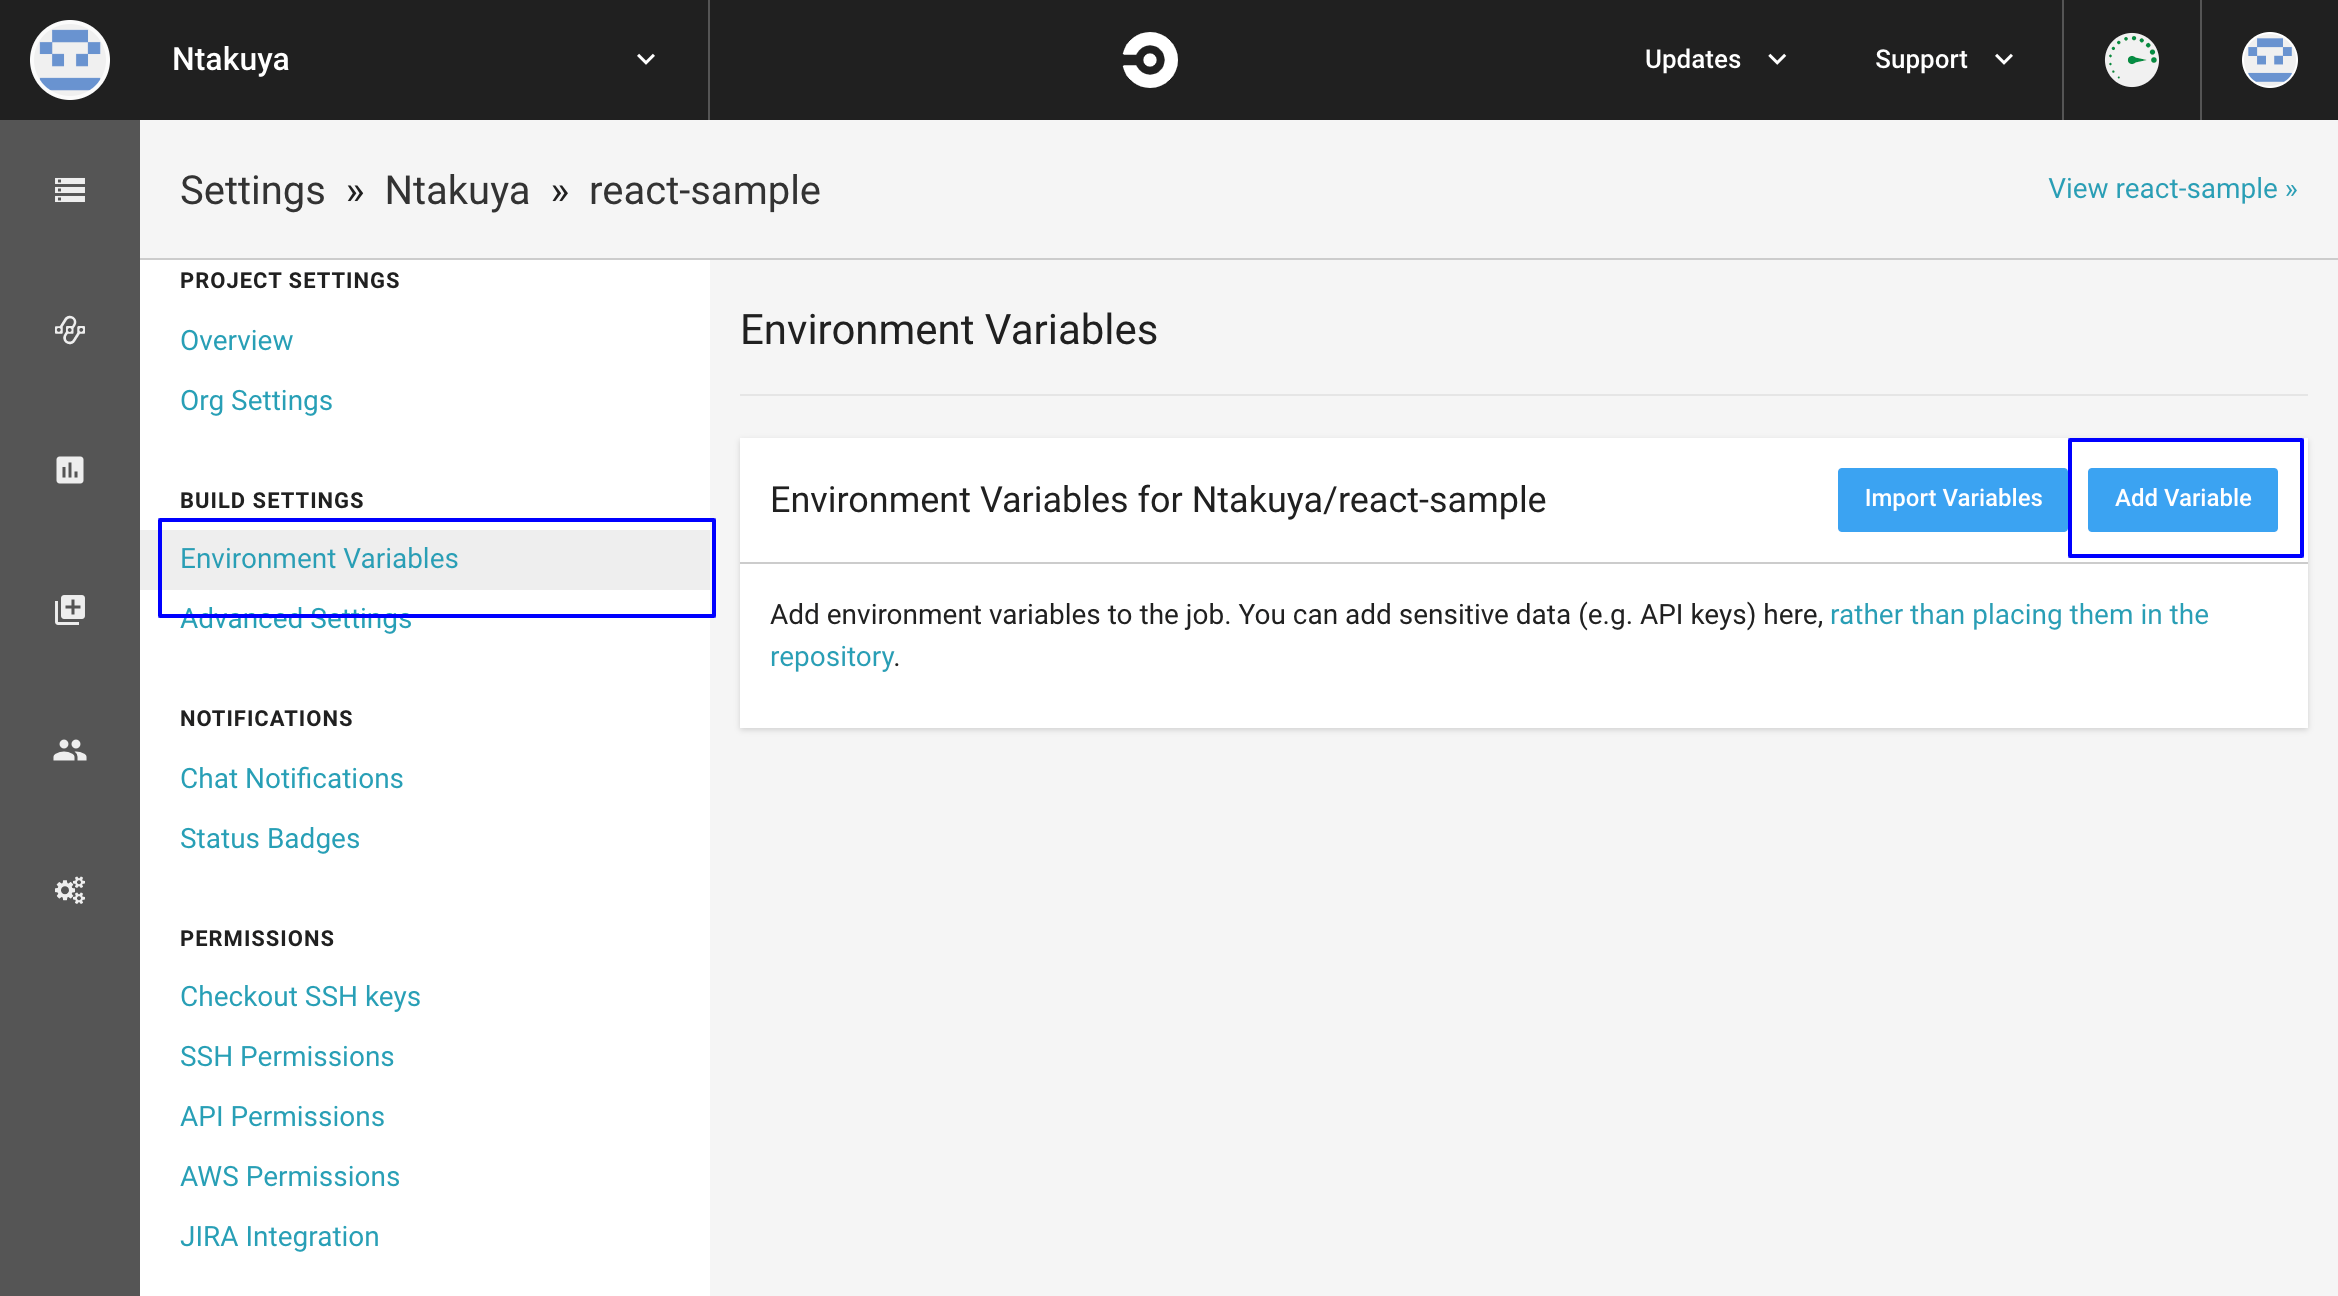 Ntakuya
Updates
Support
Settings » Ntakuya » react-sample
View react-sample »
PROJECT SETTINGS
Overview
Org Settings
BUILD SETTINGS
Environment Variables
Advanced Settings
NOTIFICATIONS
Chat Notifications
Status Badges
PERMISSIONS
Checkout SSH keys
SSH Permissions
API Permissions
AWS Permissions
JIRA Integration
Environment Variables
Environment Variables for Ntakuya/react-sample
Import Variables
Add Variable
Add environment variables to the job. You can add sensitive data (e.g. API keys) here, rather than placing them in the
repository.